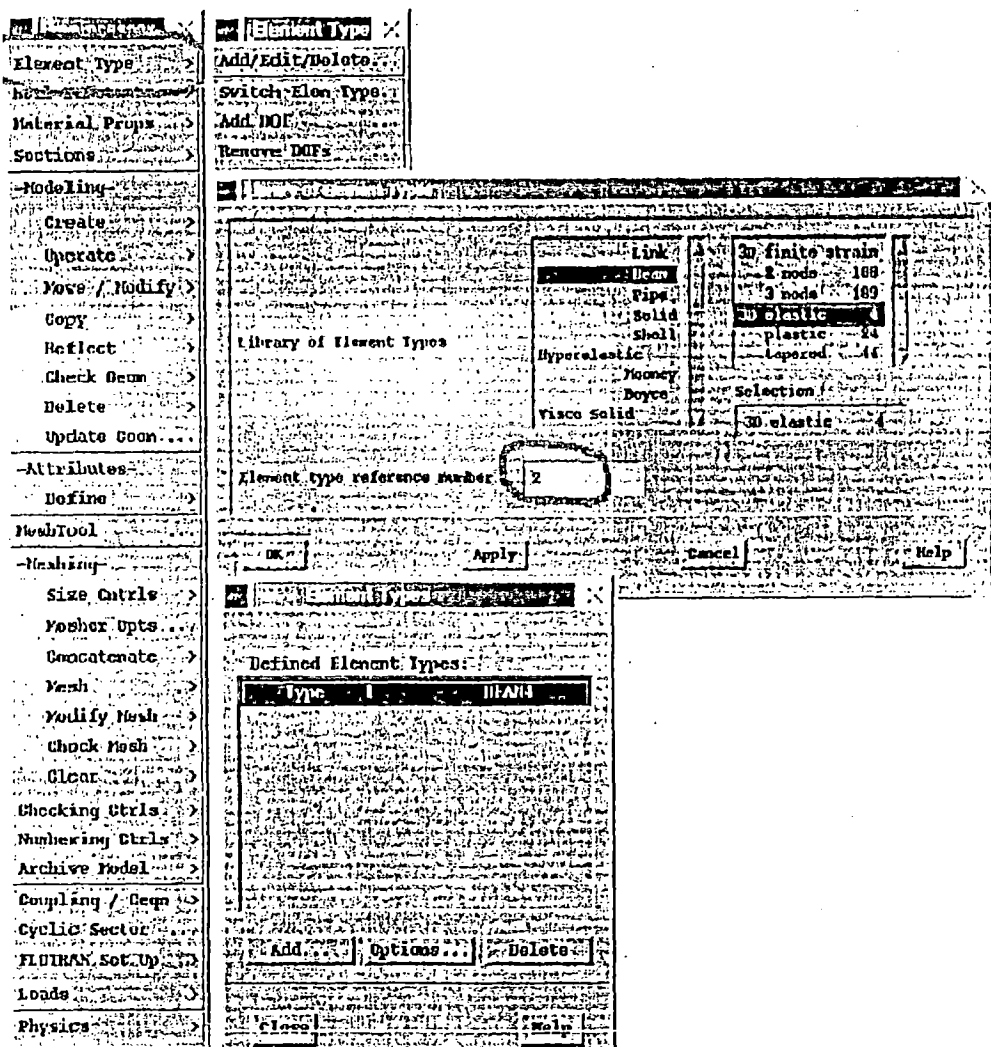 Preprocessor
Element Type
Material Props
Sections
-Modeling-
Create
Operate
Move / Modify
Copy
Reflect
Check Geom
Delete
Update Geom...
-Attributes-
Define
MeshTool
-Meshing-
Size Cntrls
Mesher Opts...
Concatenate
Mesh
Modify Mesh
Check Mesh
Clear
Checking Ctrls
Numbering Ctrls
Archive Model
Coupling / Ceqn
Cyclic Sector
FLOTRAN Set Up
Loads
Physics
Element Type
Add/Edit/Delete...
Switch Elem Type
Add DOF
Remove DOFs
Library of Element Types
Link
Beam
Pipe
Solid
Shell
Hyperelastic
Mooney
Boyce
Visco Solid
3D finite strain
2 node 188
3 node 189
3D elastic 4
plastic 24
tapered 44
Selection
3D elastic 4
Element type reference number
2
OK
Apply
Cancel
Help
Element Types
Defined Element Types:
Type 1 BEAM4
Add...
Options...
Delete
Close
Help